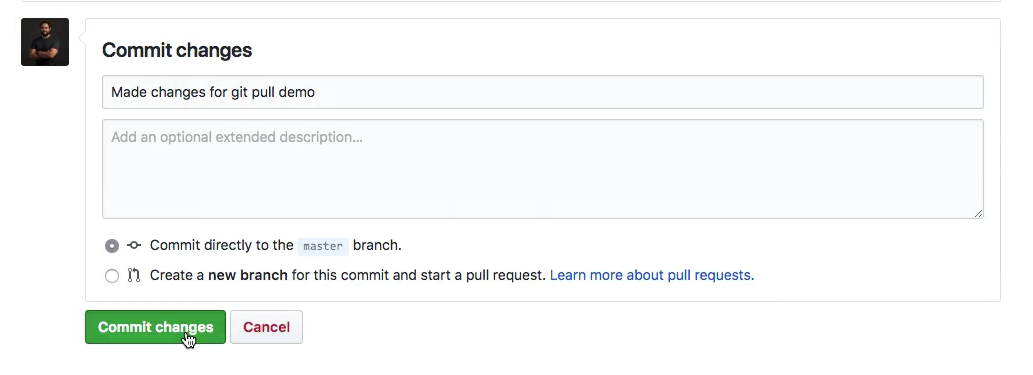 Commit changes
Made changes for git pull demo
Add an optional extended description...
Commit directly to the master branch.
Create a new branch for this commit and start a pull request. Learn more about pull requests.
Commit changes Cancel